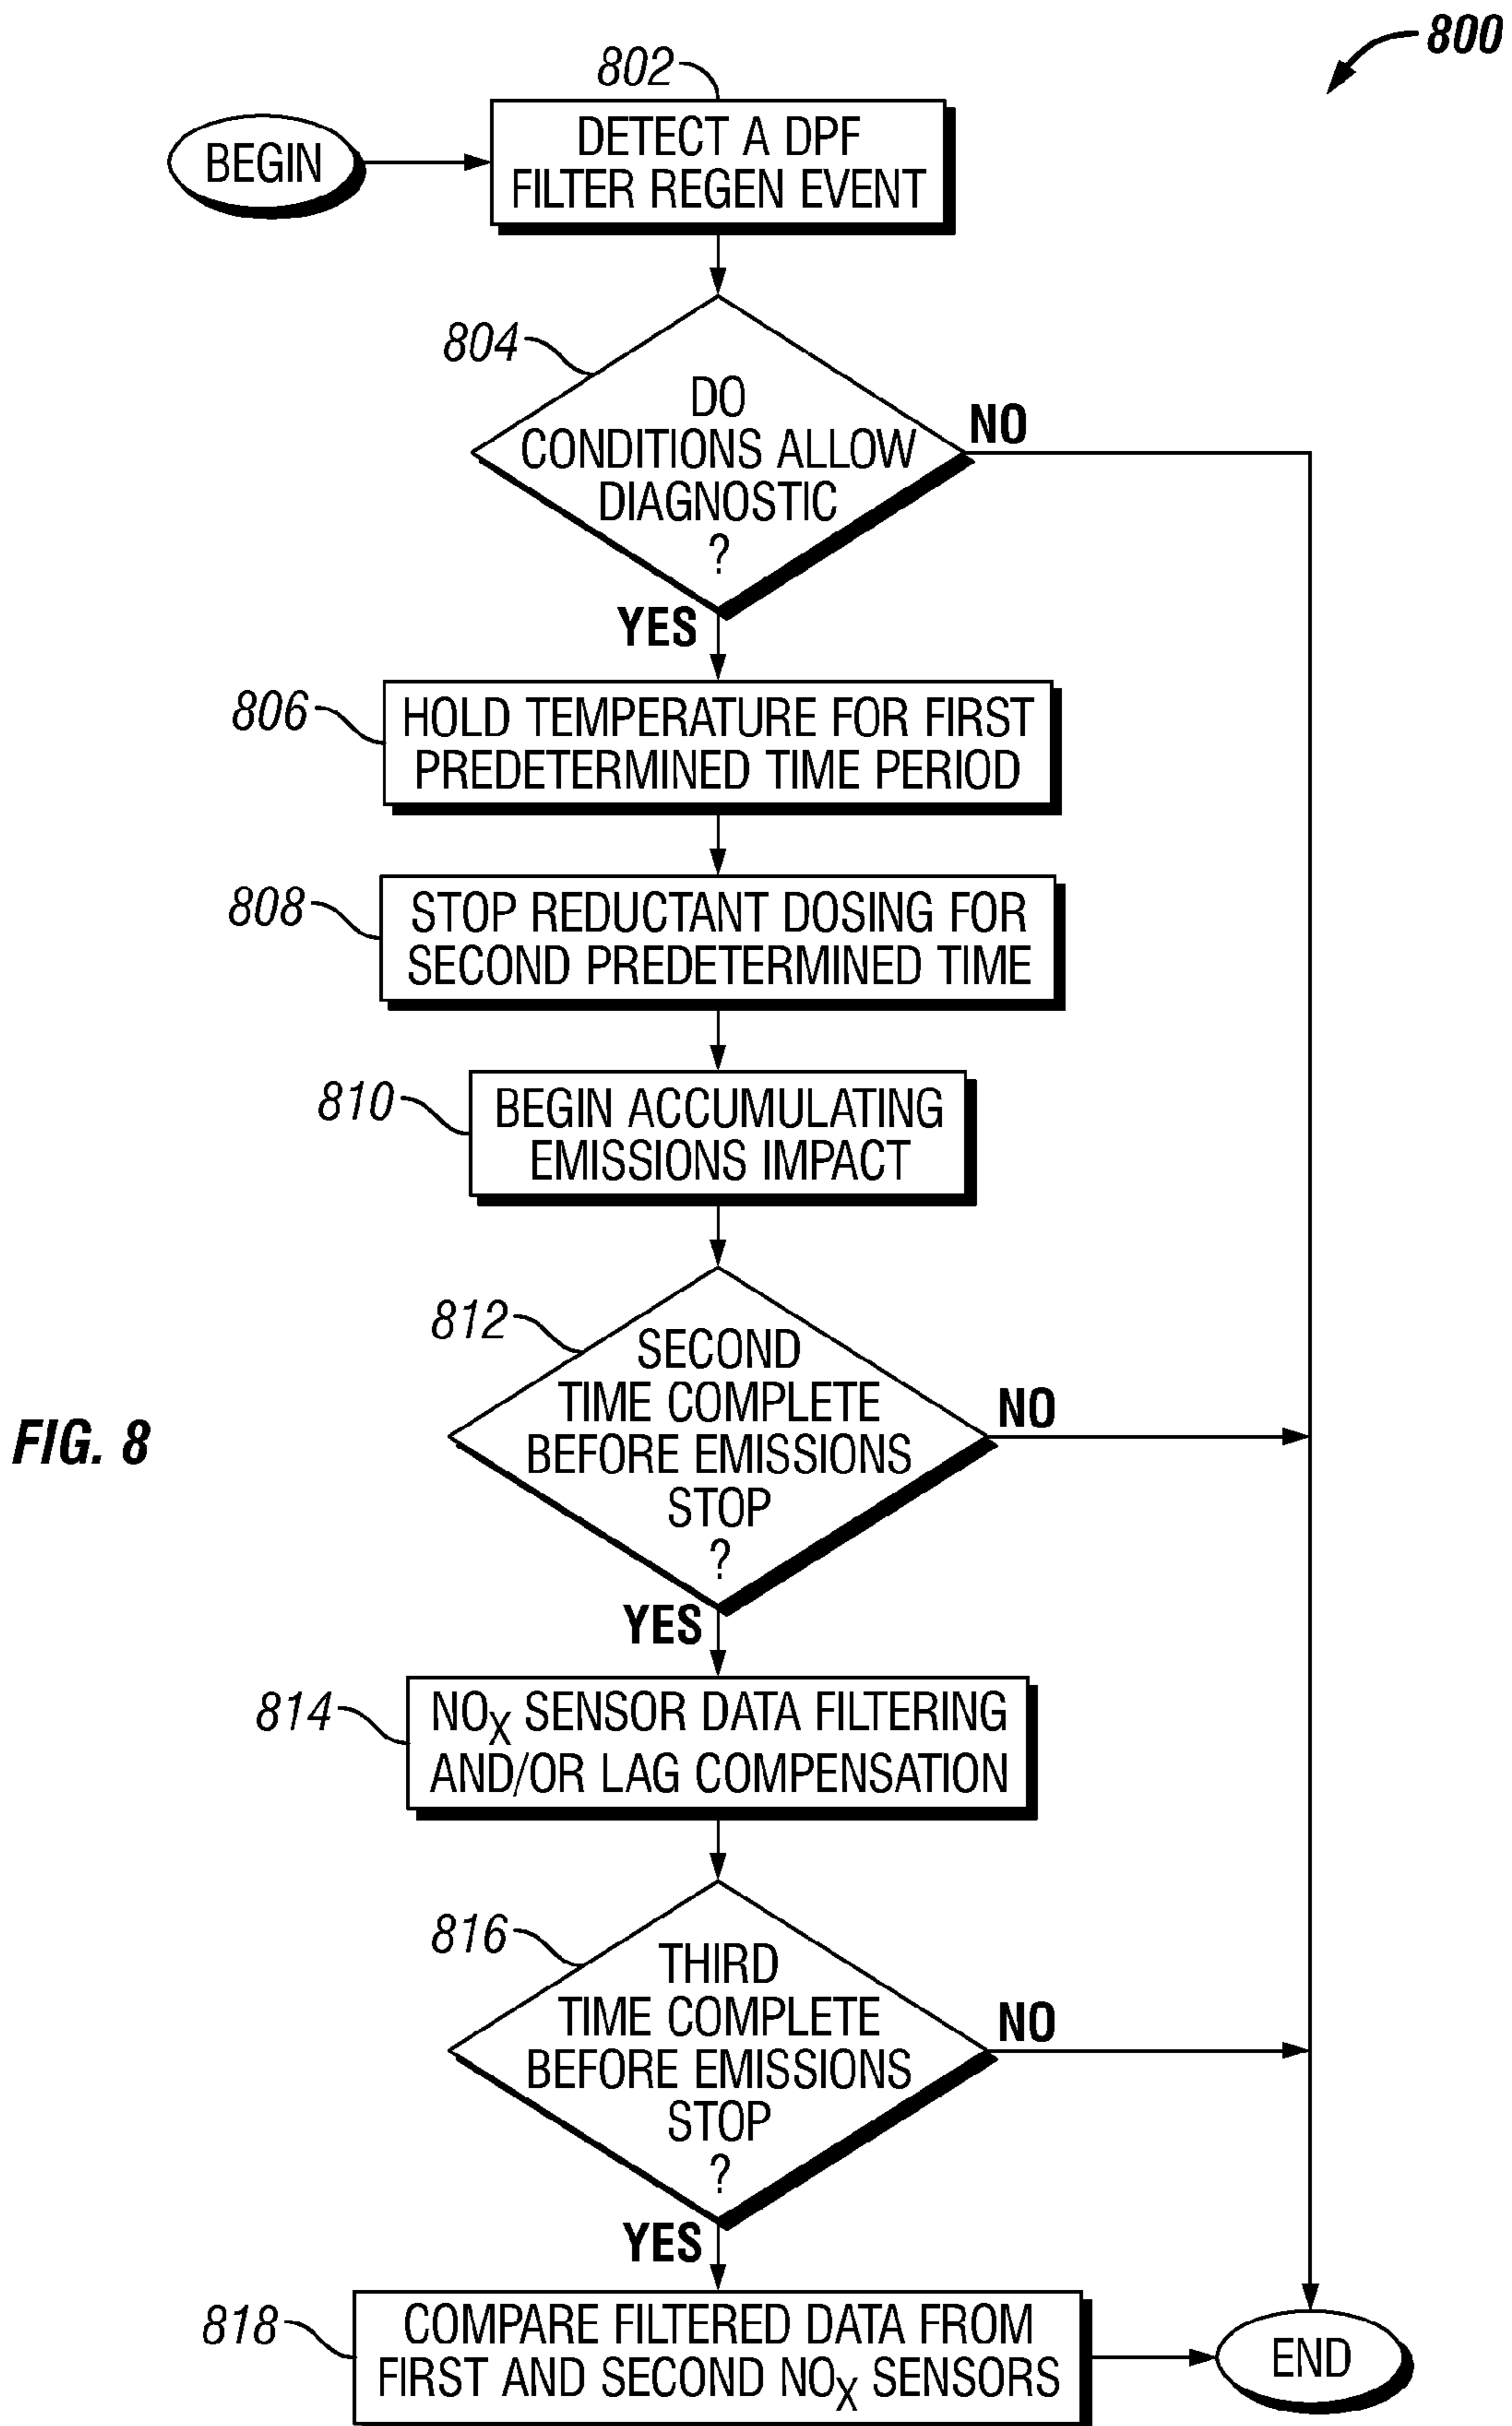 800
802
BEGIN
DETECT A DPF
FILTER REGEN EVENT
804
DO
CONDITIONS ALLOW
DIAGNOSTIC
?
NO
YES
806
HOLD TEMPERATURE FOR FIRST
PREDETERMINED TIME PERIOD
808
STOP REDUCTANT DOSING FOR
SECOND PREDETERMINED TIME
810
BEGIN ACCUMULATING
EMISSIONS IMPACT
812
SECOND
TIME COMPLETE
BEFORE EMISSIONS
STOP
?
NO
FIG. 8
YES
814
NOX SENSOR DATA FILTERING
AND/OR LAG COMPENSATION
816
THIRD
TIME COMPLETE
BEFORE EMISSIONS
STOP
?
NO
YES
818
COMPARE FILTERED DATA FROM
FIRST AND SECOND NOX SENSORS
END